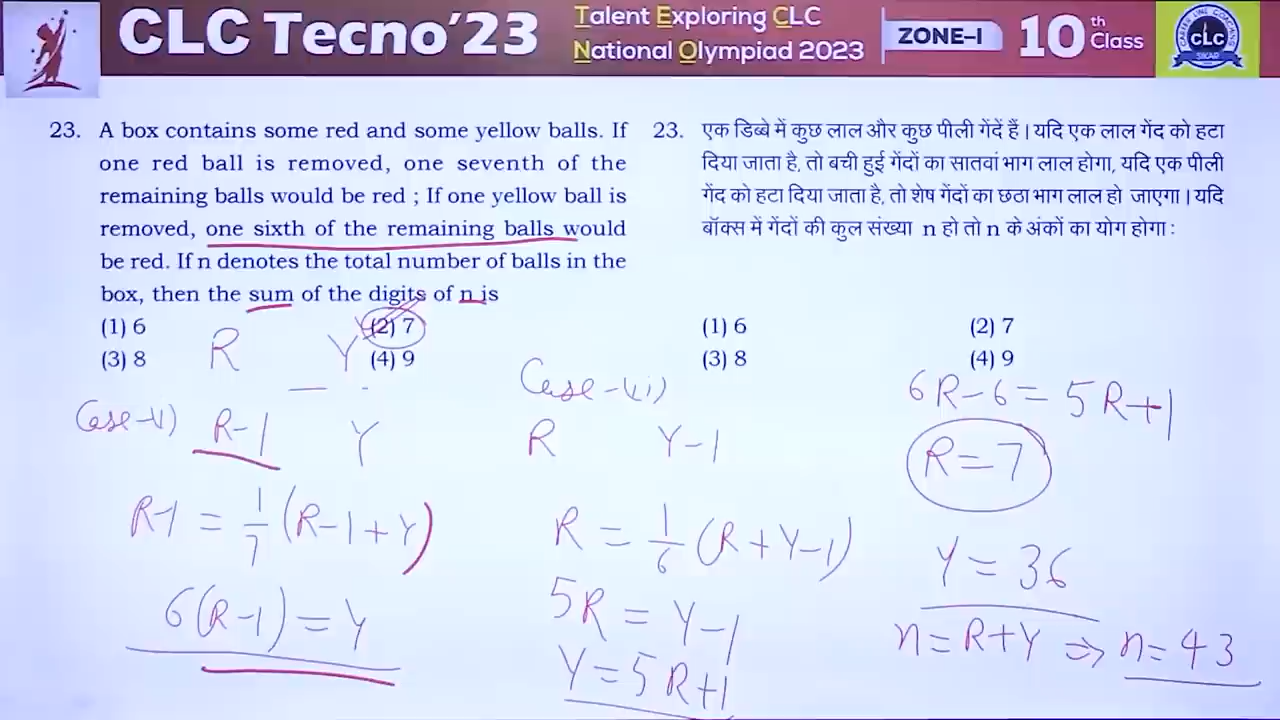 CLC Tecno'23
Talent Exploring CLC
National Olympiad 2023
ZONE-I
10th Class
CAREER LINE COACHING
CLC
SIKAR
23. A box contains some red and some yellow balls. If
one red ball is removed, one seventh of the
remaining balls would be red ; If one yellow ball is
removed, one sixth of the remaining balls would
be red. If n denotes the total number of balls in the
box, then the sum of the digits of n is
(1) 6 (2) 7
(3) 8 (4) 9
R Y
Case-(i) R-1 Y
R-1 = 1/7 (R-1+Y)
6(R-1) = Y
23. एक डिब्बे में कुछ लाल और कुछ पीली गेंदें हैं। यदि एक लाल गेंद को हटा
दिया जाता है, तो बची हुई गेंदों का सातवां भाग लाल होगा, यदि एक पीली
गेंद को हटा दिया जाता है, तो शेष गेंदों का छठा भाग लाल हो जाएगा। यदि
बॉक्स में गेंदों की कुल संख्या n हो तो n के अंकों का योग होगा :
(1) 6 (2) 7
(3) 8 (4) 9
Case-(ii)
R Y-1
R = 1/6 (R+Y-1)
5R = Y-1
Y = 5R+1
6R-6 = 5R+1
R = 7
Y = 36
n = R+Y ⇒ n = 43